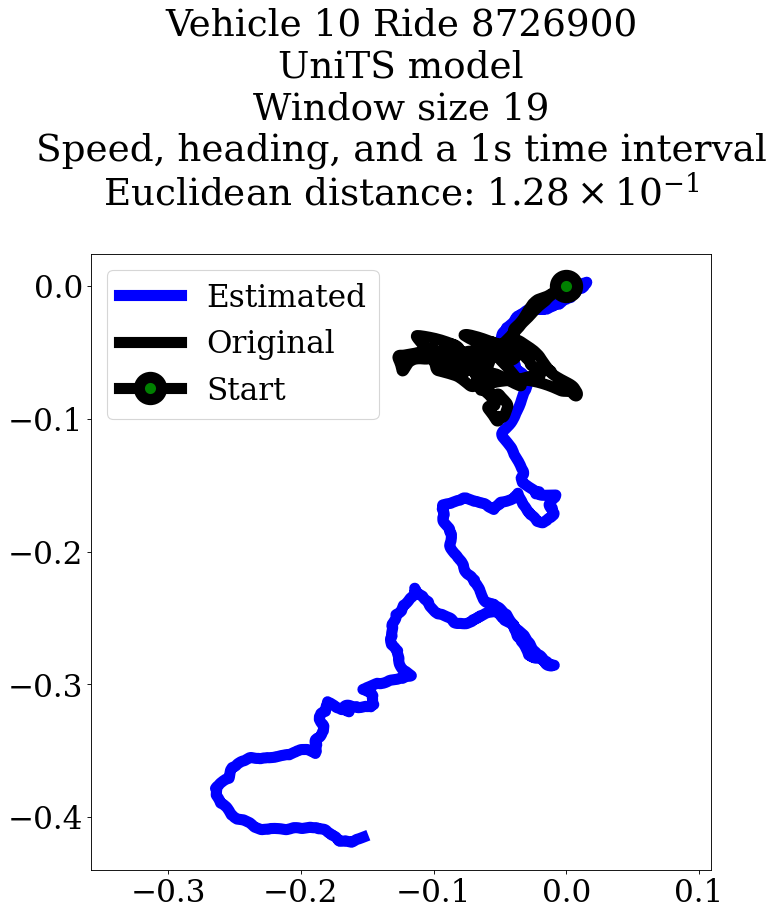 Vehicle 10 Ride 8726900
UniTS model
Window size 19
Speed, heading, and a 1s time interval
Euclidean distance: 1.28 × 10⁻¹
Estimated
Original
Start
0.0
−0.1
−0.2
−0.3
−0.4
−0.3
−0.2
−0.1
0.0
0.1